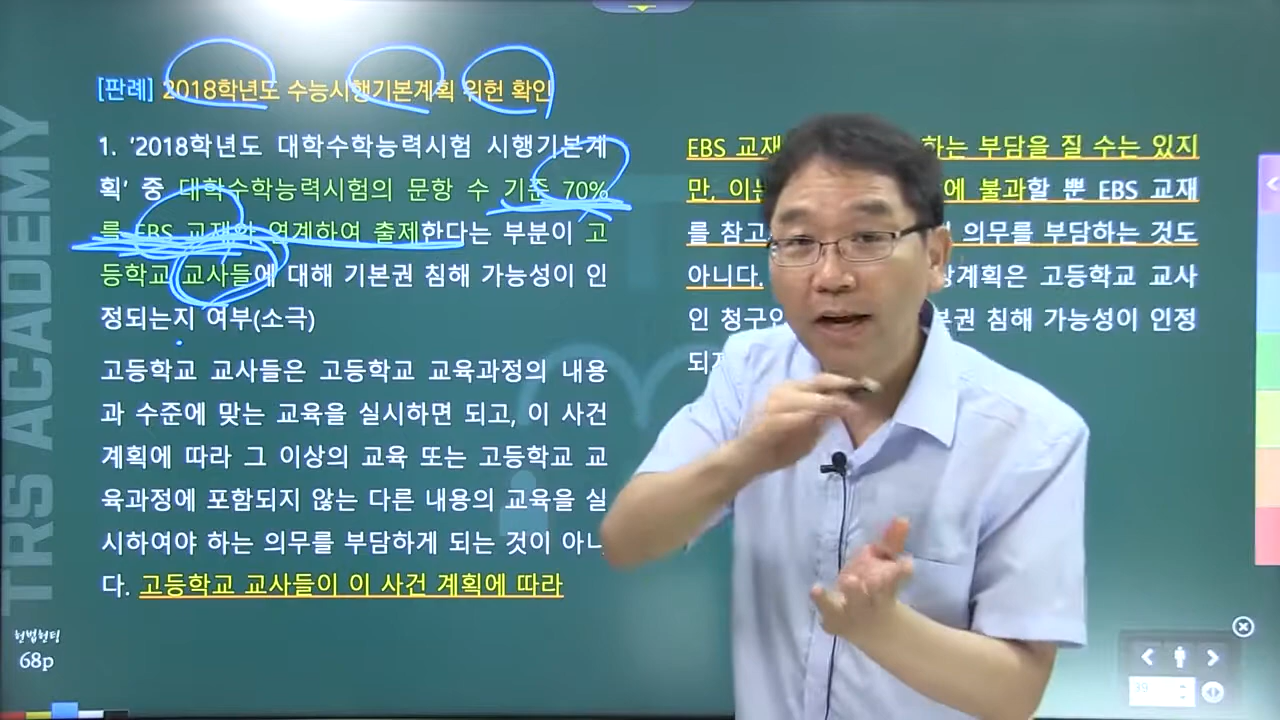 [판례] 2018학년도 수능시행기본계획 위헌 확인
1. '2018학년도 대학수학능력시험 시행기본계
획' 중 대학수학능력시험의 문항 수 기준 70%
를 EBS 교재와 연계하여 출제한다는 부분이 고
등학교 교사들에 대해 기본권 침해 가능성이 인
정되는지 여부(소극)
고등학교 교사들은 고등학교 교육과정의 내용
과 수준에 맞는 교육을 실시하면 되고, 이 사건
계획에 따라 그 이상의 교육 또는 고등학교 교
육과정에 포함되지 않는 다른 내용의 교육을 실
시하여야 하는 의무를 부담하게 되는 것이 아니
다. 고등학교 교사들이 이 사건 계획에 따라
EBS 교재 하는 부담을 질 수는 있지
만, 에 불과할 뿐 EBS 교재
를 참고 의무를 부담하는 것도
아니다. 계획은 고등학교 교사
인 침해 가능성이 인정
TRS ACADEMY
헌법헌팅
68p
39